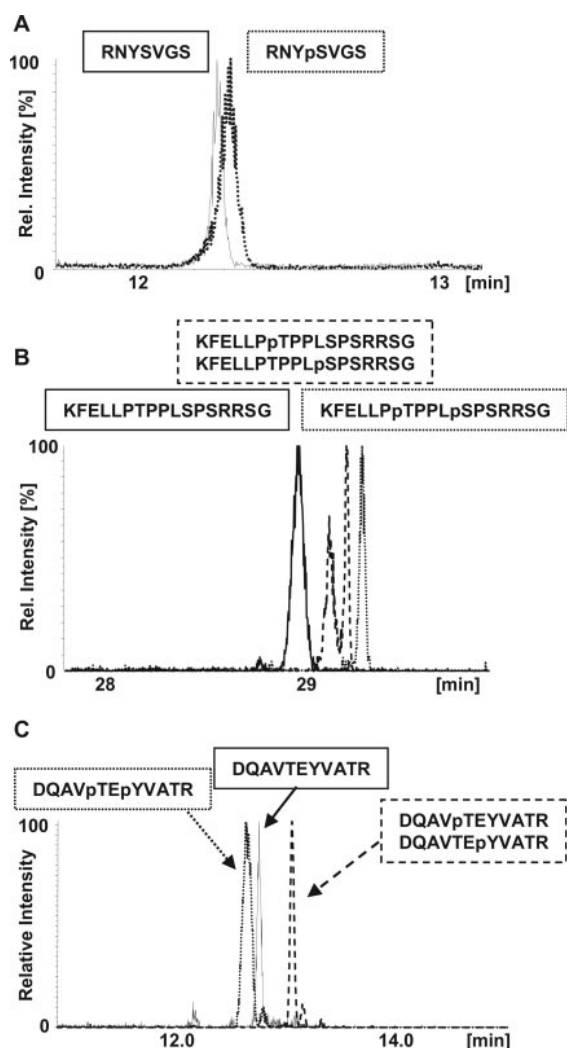 A
RNYSVGS
RNYpSVGS
100
Rel. Intensity [%]
0
12
13
[min]
B
KFELLPpTPPLSPSRRSG
KFELLPTPPLpSPSRRSG
KFELLPTPPLSPSRRSG
KFELLPpTPPLpSPSRRSG
100
Rel. Intensity [%]
0
28
29
[min]
C
DQAVpTEpYVATR
DQAVTEYVATR
DQAVpTEYVATR
DQAVTEpYVATR
100
Relative Intensity
0
12.0
14.0
[min]